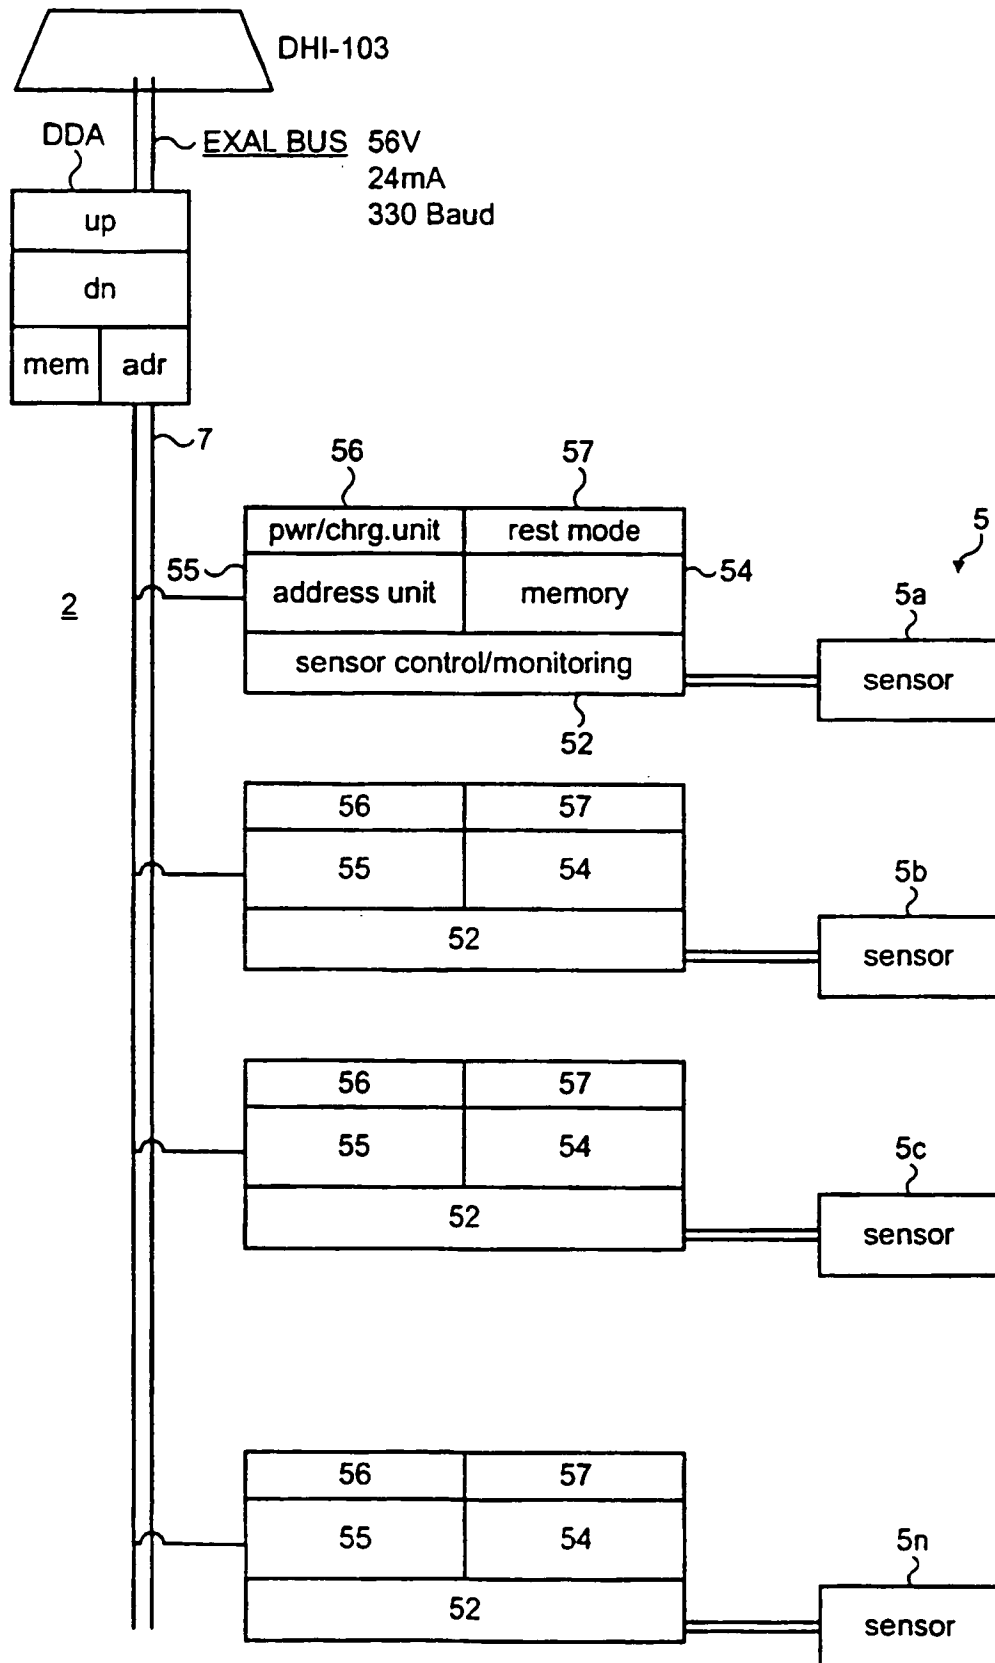 DHI-103
DDA
EXAL BUS 56V
24mA
330 Baud
up
dn
mem adr
7
56 57
pwr/chrg.unit rest mode
55 54
address unit memory
sensor control/monitoring
52
2
5
5a
sensor
56 57
55 54
52
5b
sensor
56 57
55 54
52
5c
sensor
56 57
55 54
52
5n
sensor